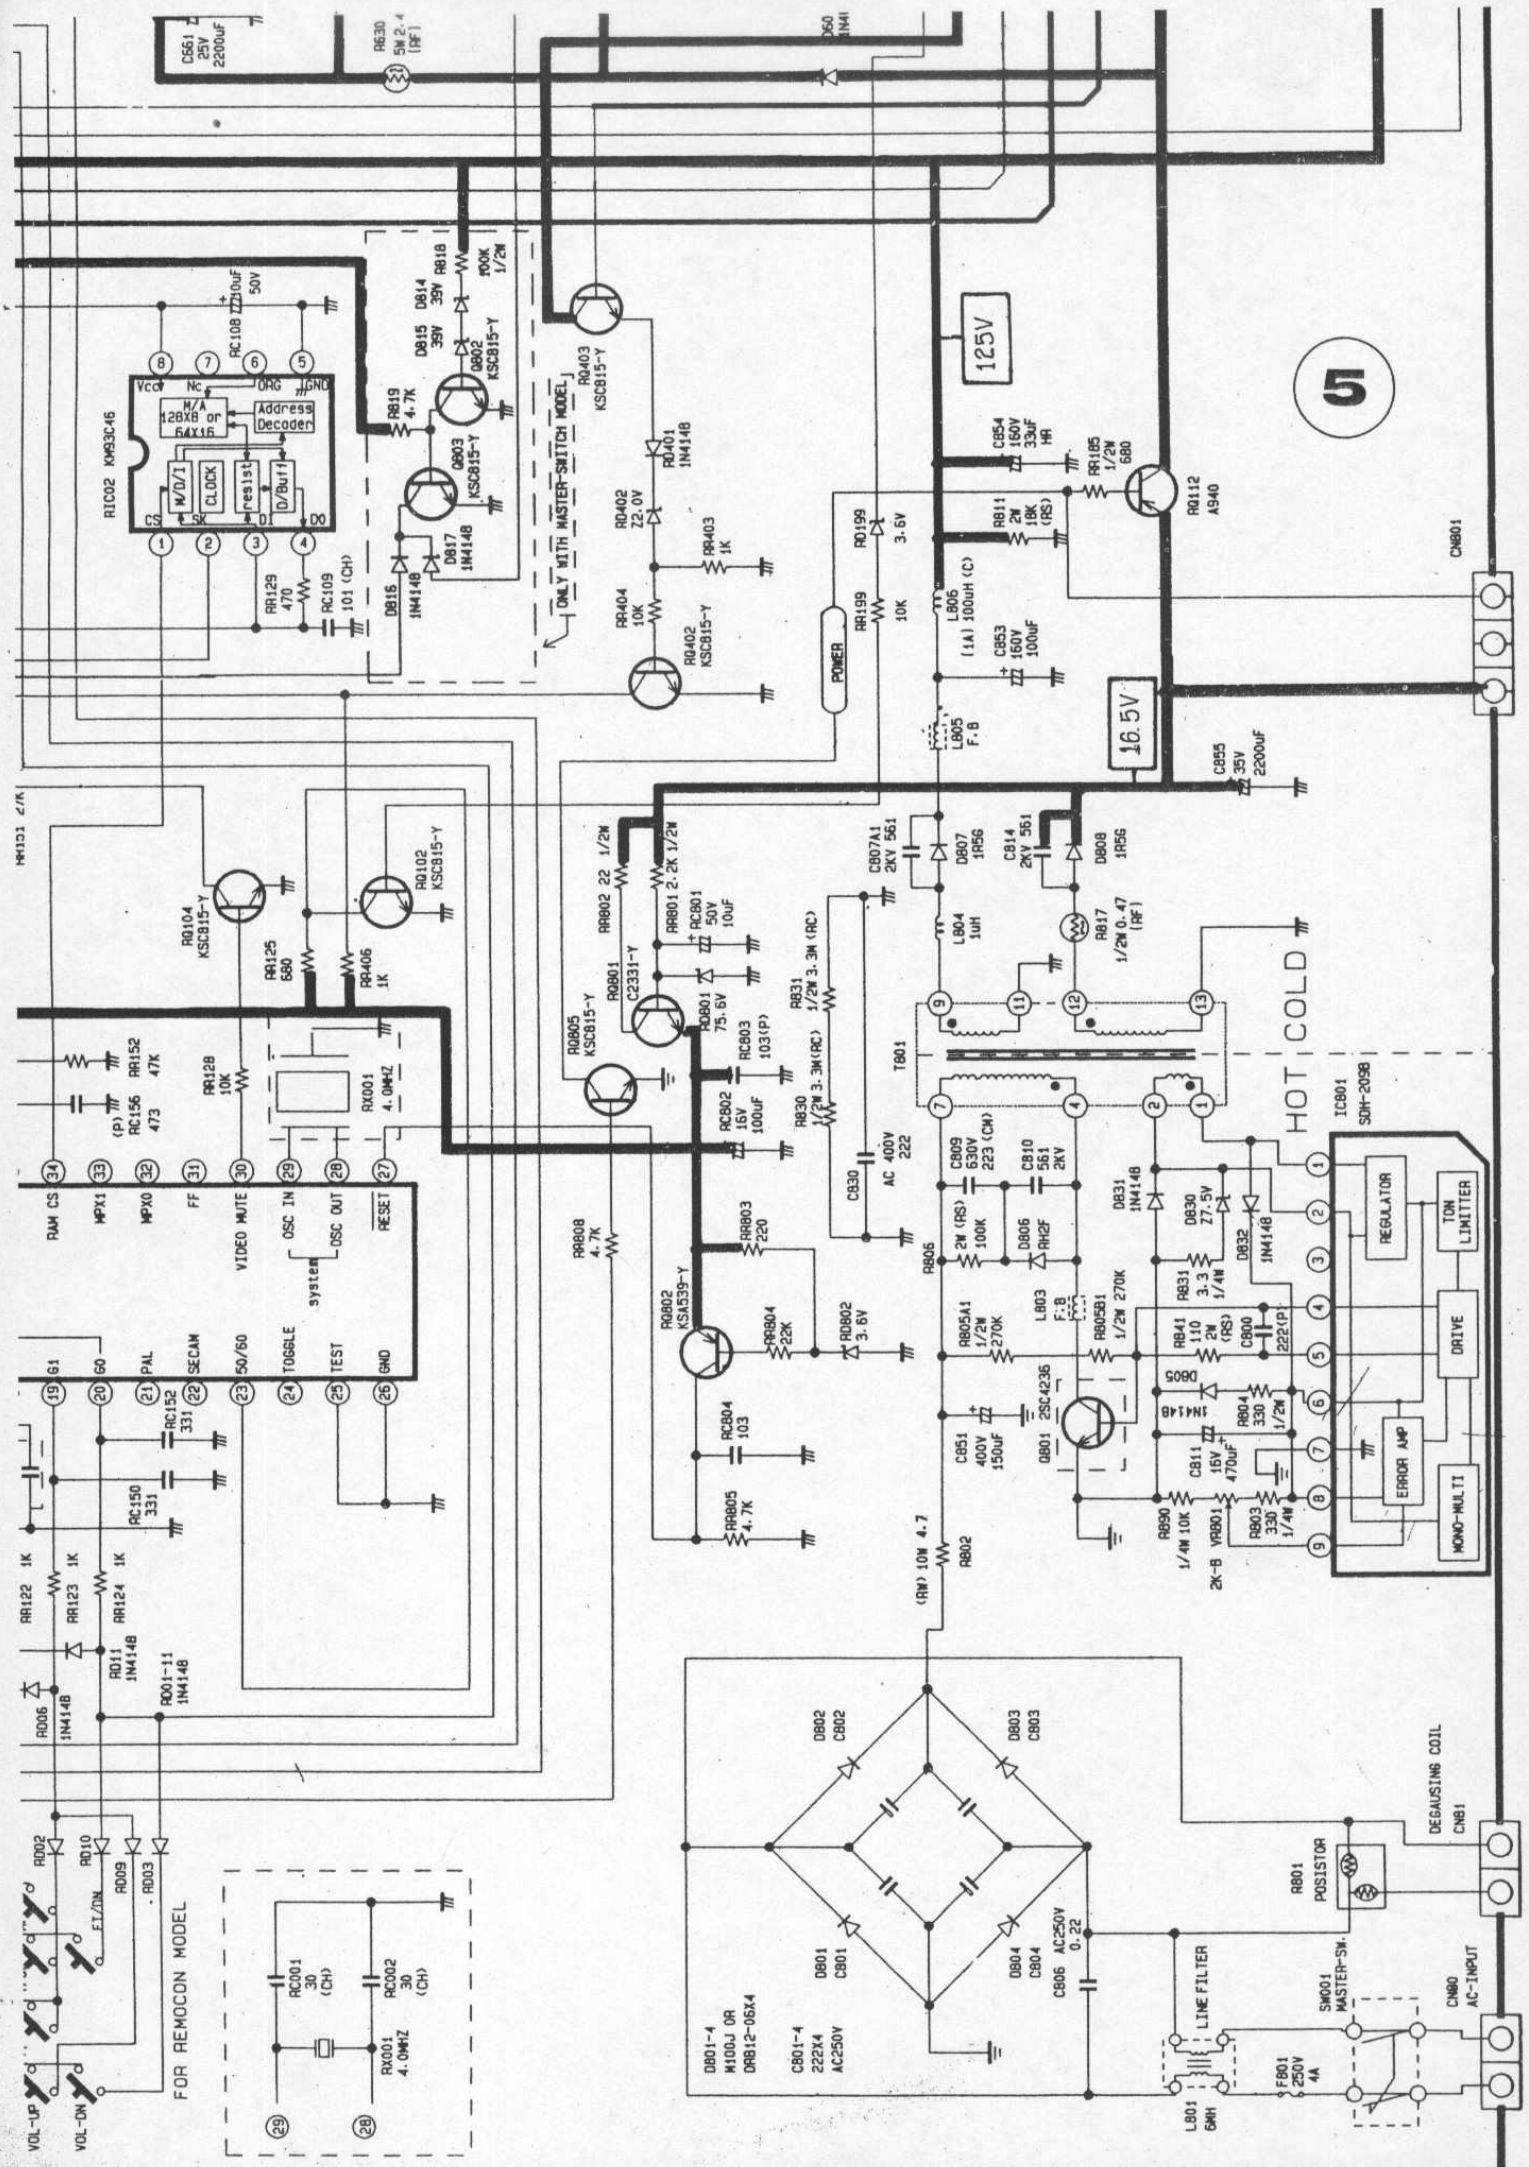 C661
25V
2200uF
R630
5W 2.4
(RF)
D60
1N4
RIC02 KM93C46
Vcc
Nc
ORG
GND
8
7
6
5
M/A
128X8 or
64X16
Address
Decoder
M/D/I
CLOCK
resist
D/Buff
CS
SK
DI
DO
1
2
3
4
RC108 10uF
50V
RR129
470
RC109
101 (CH)
R819
4.7K
D815
39V
D814
39V
R818
100K
1/2W
Q802
KSC815-Y
Q803
KSC815-Y
D816
1N4148
D817
1N4148
ONLY WITH MASTER-SWITCH MODEL
RQ403
KSC815-Y
RD401
1N4148
RD402
Z2.0V
RR403
1K
RR404
10K
RQ402
KSC815-Y
POWER
RD199
3.6V
RR199
10K
125V
5
C854
160V
33uF
HR
R811
2W
18K
(RS)
RR185
1/2W
680
RQ112
A940
L806
(1A) 100uH (C)
C853
160V
100uF
L805
F.B
16.5V
C855
35V
2200uF
CN801
RQ104
KSC815-Y
RQ102
KSC815-Y
RR125
680
RR406
1K
RR802 22 1/2W
RR801 2.2K 1/2W
RC801
50V
10uF
RQ801
C2331-Y
RD801
Z5.6V
RQ805
KSC815-Y
RC803
103(P)
RC802
16V
100uF
R831
1/2W 3.3M (RC)
R830
1/2W 3.3M(RC)
C830
AC 400V
222
C807A1
2KV 561
D807
1R5G
C814
2KV 561
D808
1R5G
L804
1uH
R817
1/2W 0.47
(RF)
T801
9
11
12
13
7
4
2
1
HOT COLD
RR152
47K
(P)
RC156
473
RR128
10K
RX001
4.0MHZ
34
33
32
31
30
29
28
27
RAM CS
MPX1
MPX0
FF
VIDEO MUTE
OSC IN
OSC OUT
RESET
system
G1
G0
PAL
SECAM
50/60
TOGGLE
TEST
GND
19
20
21
22
23
24
25
26
RC152
331
RC150
331
RR122 1K
RR123 1K
RR124 1K
RD11
1N4148
RD06
1N4148
RD01-11
1N4148
RR808
4.7K
RR803
220
RQ802
KSA539-Y
RR804
22K
RD802
3.6V
RC804
103
RR805
4.7K
R806
2W (RS)
100K
C809
630V
223 (CW)
C810
561
2KV
D806
RH2F
L803
F.B
R805A1
1/2W
270K
R805B1
1/2W 270K
C851
400V
150uF
Q801 2SC4236
D831
1N4148
D830
Z7.5V
D832
1N4148
R831
3.3
1/4W
R841
110
2W
(RS)
C800
222(P)
D805
1N4148
R804
330
1/2W
C811
16V
470uF
R890
1/4W 10K
VR801
2K-B
R803
330
1/4W
IC801
SDH-209B
1
2
3
4
5
6
7
8
9
REGULATOR
TON
LIMITTER
DRIVE
ERROR AMP
MONO-MULTI
(RW) 10W 4.7
R802
RD02
RD10
RD09
RD03
FT/DN
VOL-UP
VOL-DN
FOR REMOCON MODEL
RC001
30
(CH)
RC002
30
(CH)
RX001
4.0MHZ
29
28
D802
C802
D803
C803
D801
C801
D804
C804
D801-4
M100J OR
DRB12-06X4
C801-4
222X4
AC250V
C806 AC250V
0.22
L801
6MH
LINE FILTER
F801
250V
4A
SW001
MASTER-SW.
R801
POSISTOR
DEGAUSING COIL
CN81
CN80
AC-INPUT